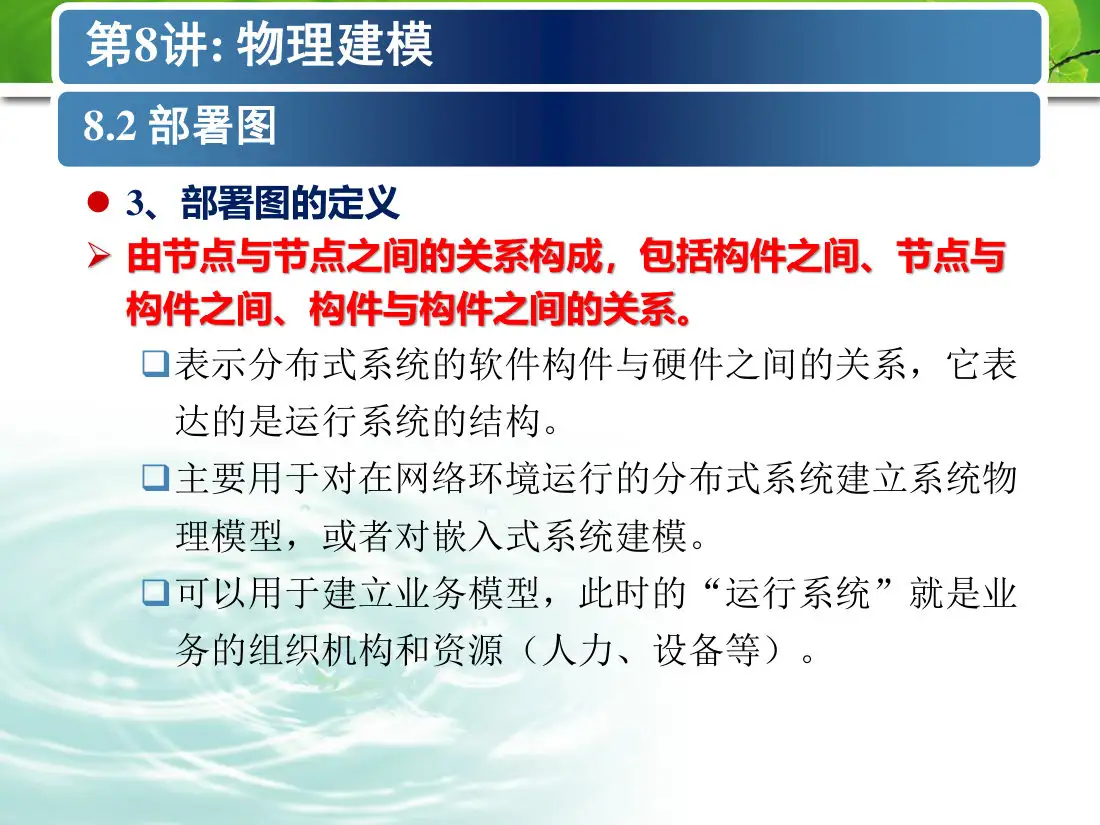 第8讲: 物理建模
8.2 部署图
3、部署图的定义
由节点与节点之间的关系构成，包括构件之间、节点与
构件之间、构件与构件之间的关系。
表示分布式系统的软件构件与硬件之间的关系，它表
达的是运行系统的结构。
主要用于对在网络环境运行的分布式系统建立系统物
理模型，或者对嵌入式系统建模。
可以用于建立业务模型，此时的“运行系统”就是业
务的组织机构和资源（人力、设备等）。